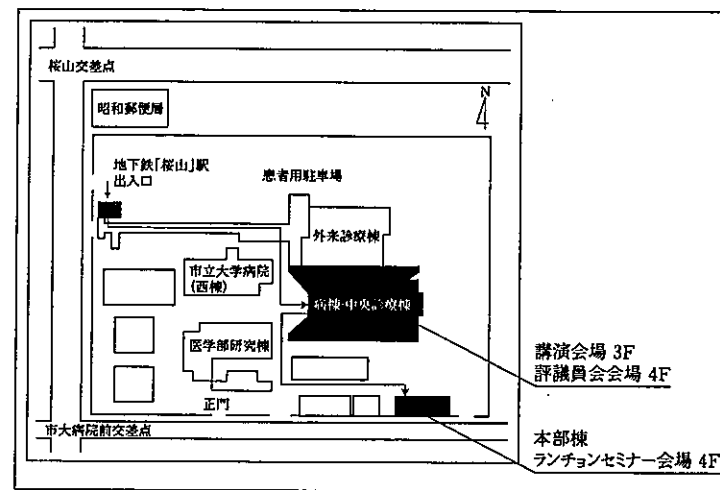 桜山交差点
昭和郵便局
N
地下鉄「桜山」駅
出入口
患者用駐車場
外来診療棟
市立大学病院
(西棟)
病棟・中央診療棟
医学部研究棟
講演会場 3F
評議員会会場 4F
正門
市大病院前交差点
本部棟
ランチョンセミナー会場 4F